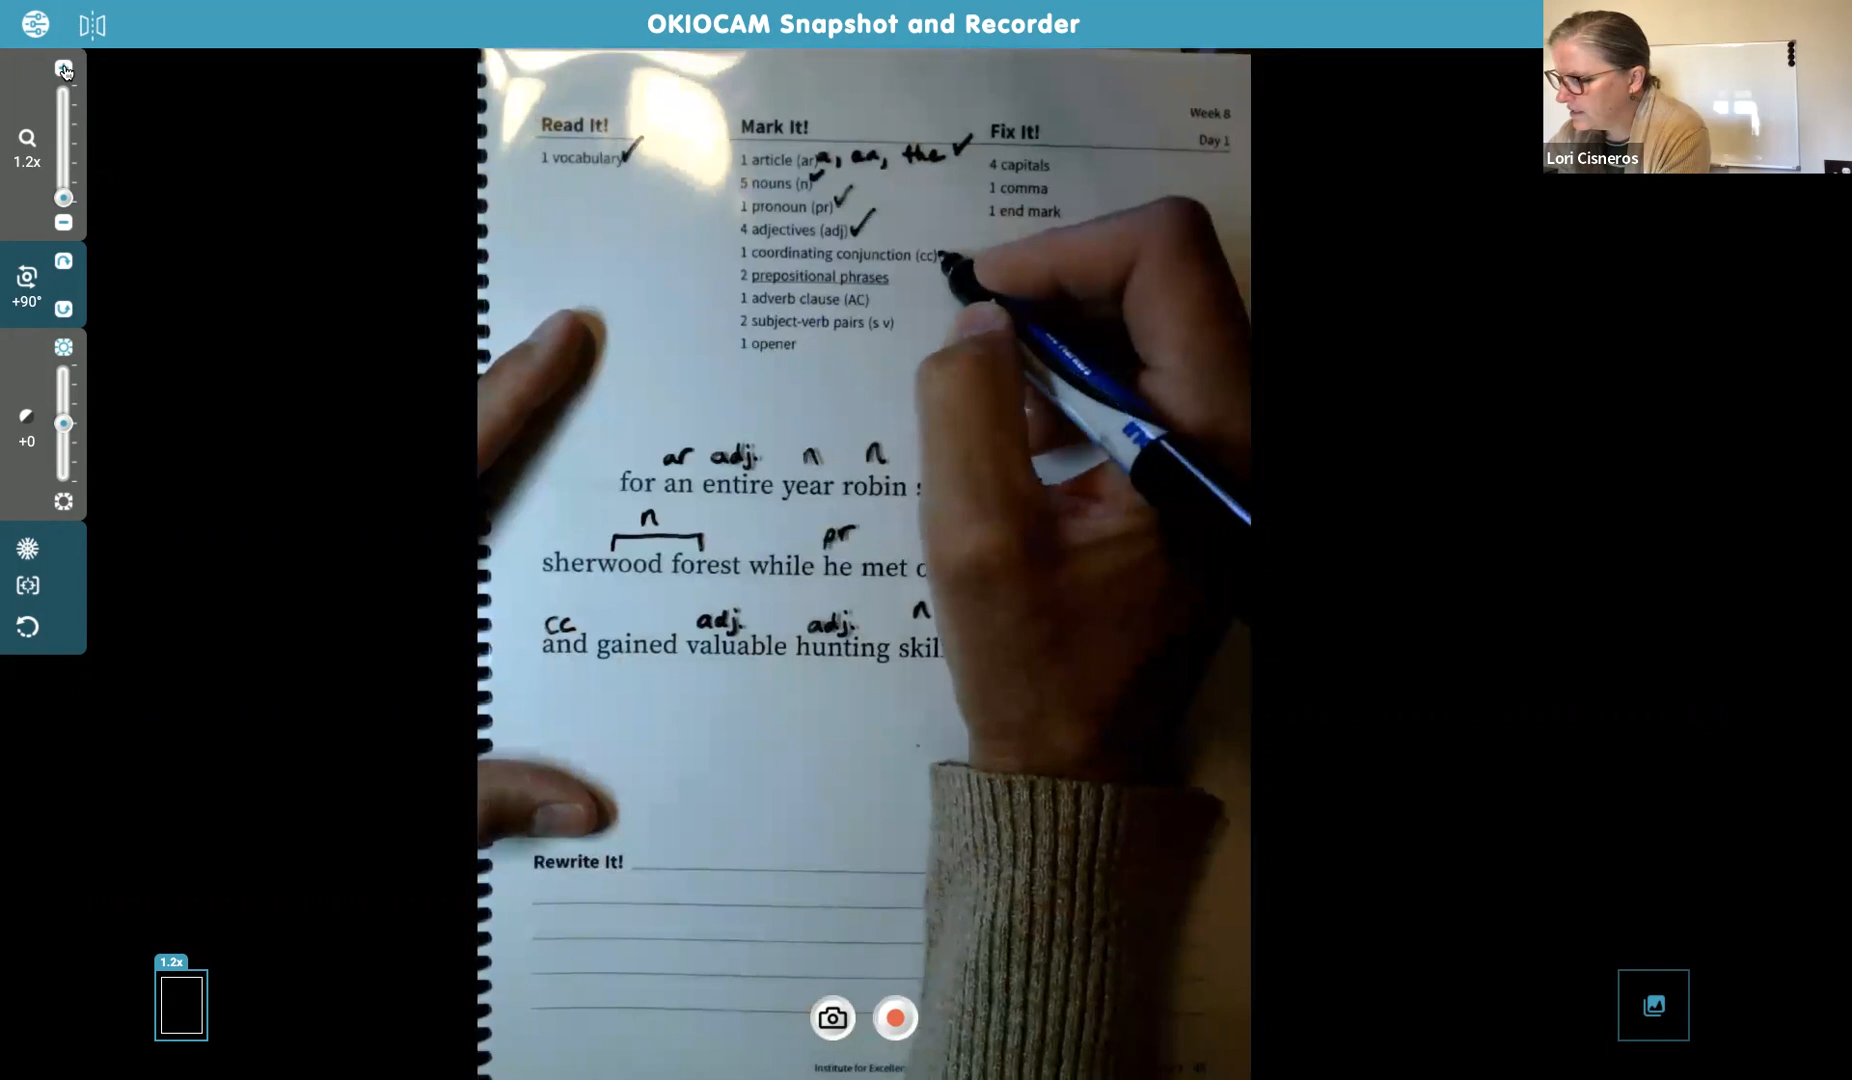 OKIOCAM Snapshot and Recorder
1.2x
+90°
+0
Lori Cisneros
Week 8
Day 1
Read It!
1 vocabulary ✓
Mark It!
1 article (ar) a, an, the ✓
5 nouns (n) ✓
1 pronoun (pr) ✓
4 adjectives (adj) ✓
1 coordinating conjunction (cc)
2 prepositional phrases
1 adverb clause (AC)
2 subject-verb pairs (s v)
1 opener
Fix It!
4 capitals
1 comma
1 end mark
ar adj. n n
for an entire year robin
n pr
sherwood forest while he met
cc adj. adj. n
and gained valuable hunting
Rewrite It!
1.2x
Institute for